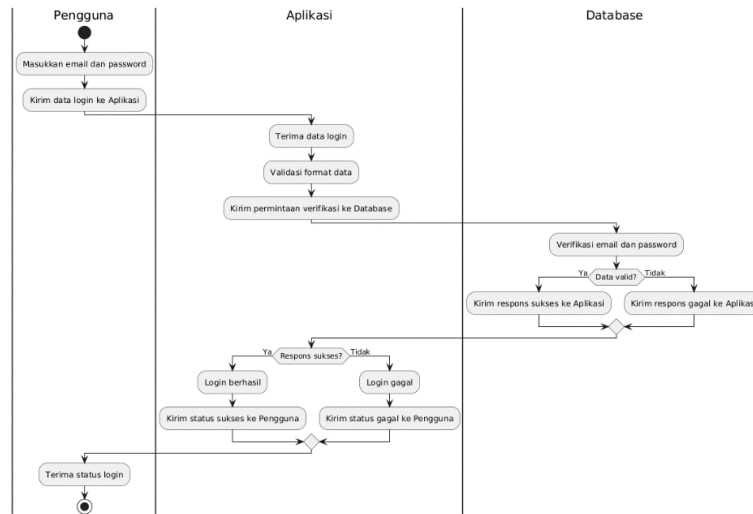 Pengguna
Aplikasi
Database
Masukkan email dan password
Kirim data login ke Aplikasi
Terima data login
Validasi format data
Kirim permintaan verifikasi ke Database
Verifikasi email dan password
Ya
Data valid?
Tidak
Kirim respons sukses ke Aplikasi
Kirim respons gagal ke Aplikas
Ya
Respons sukses?
Tidak
Login berhasil
Login gagal
Kirim status sukses ke Pengguna
Kirim status gagal ke Pengguna
Terima status login